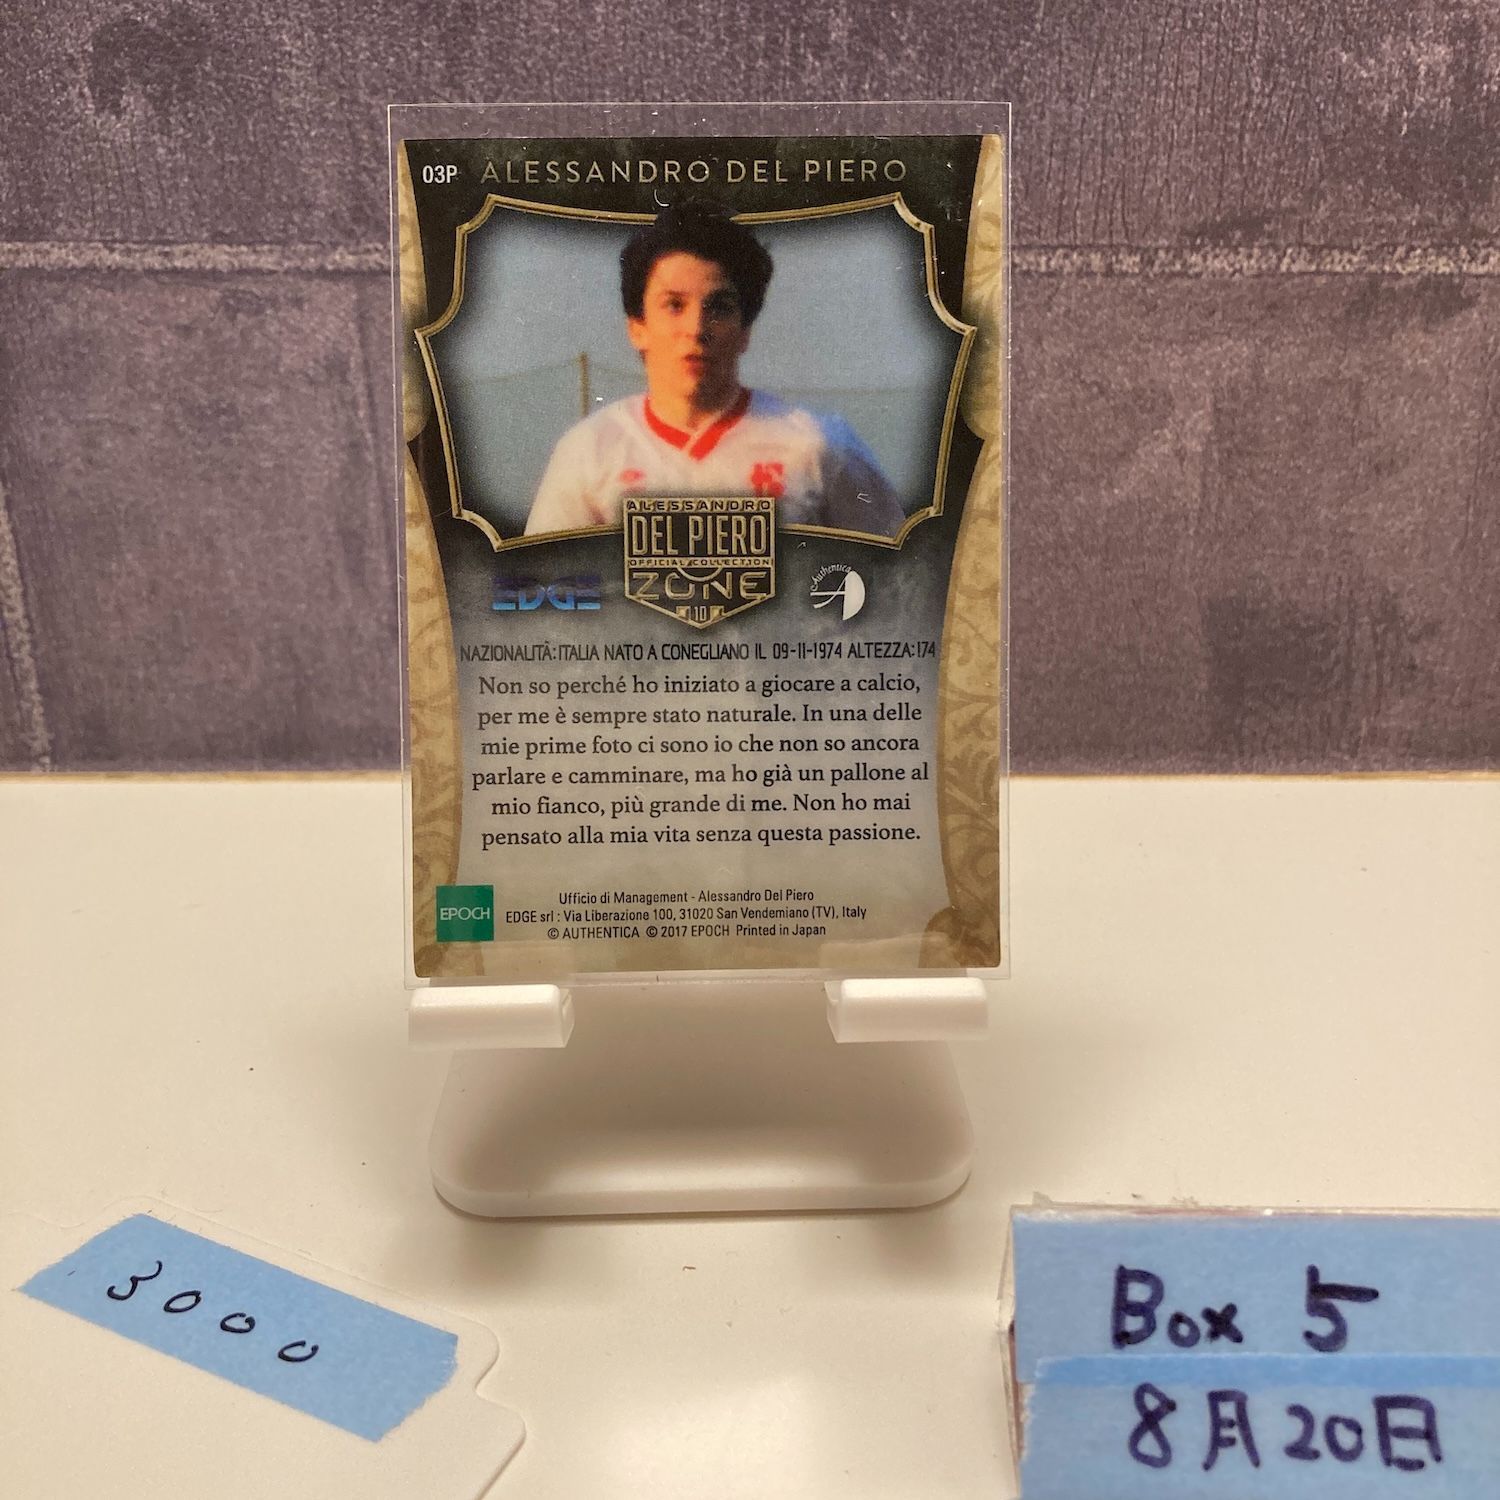 03P ALESSANDRO DEL PIERO
ALESSANDRO
DEL PIERO
OFFICIAL COLLECTION
ZONE
10
EDGE
Authentica
NAZIONALITÀ: ITALIA NATO A CONEGLIANO IL 09-11-1974 ALTEZZA: 174
Non so perché ho iniziato a giocare a calcio,
per me è sempre stato naturale. In una delle
mie prime foto ci sono io che non so ancora
parlare e camminare, ma ho già un pallone al
mio fianco, più grande di me. Non ho mai
pensato alla mia vita senza questa passione.
EPOCH
Ufficio di Management - Alessandro Del Piero
EDGE srl : Via Liberazione 100, 31020 San Vendemiano (TV), Italy
© AUTHENTICA © 2017 EPOCH Printed in Japan
3000
Box 5
8月20日